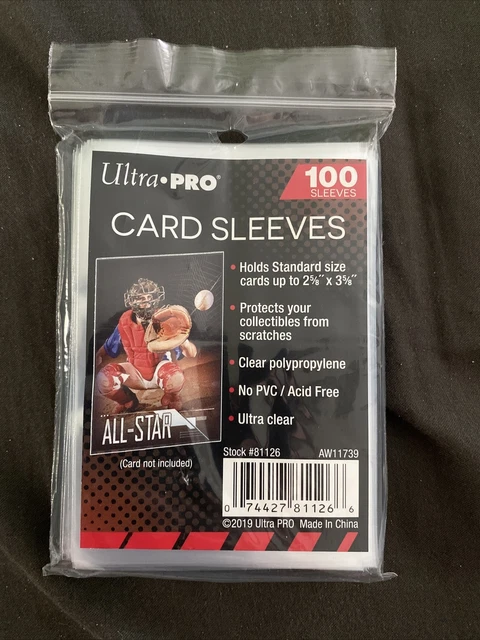 Ultra•PRO®
100
SLEEVES
CARD SLEEVES
• Holds Standard size
cards up to 2⅝" x 3⅝"
• Protects your
collectibles from
scratches
• Clear polypropylene
• No PVC / Acid Free
• Ultra clear
ALL-STAR
(Card not included)
Stock #81126 AW11739
0 74427 81126 6
©2019 Ultra PRO Made In China